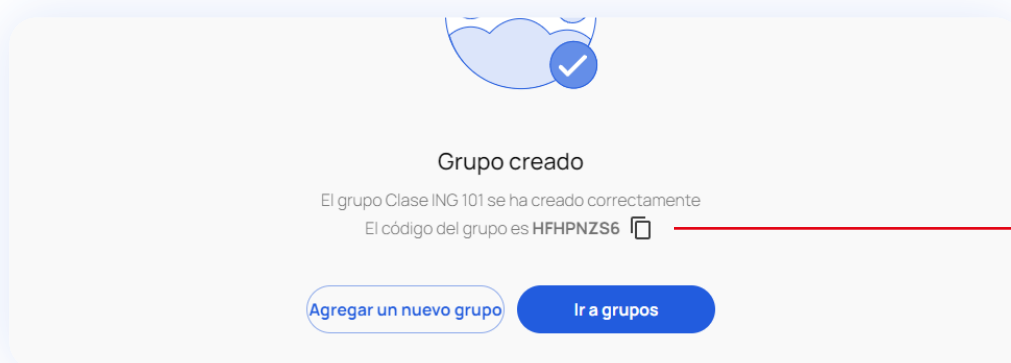 Grupo creado
El grupo Clase ING 101 se ha creado correctamente
El código del grupo es HFHPNZS6
Agregar un nuevo grupo
Ir a grupos